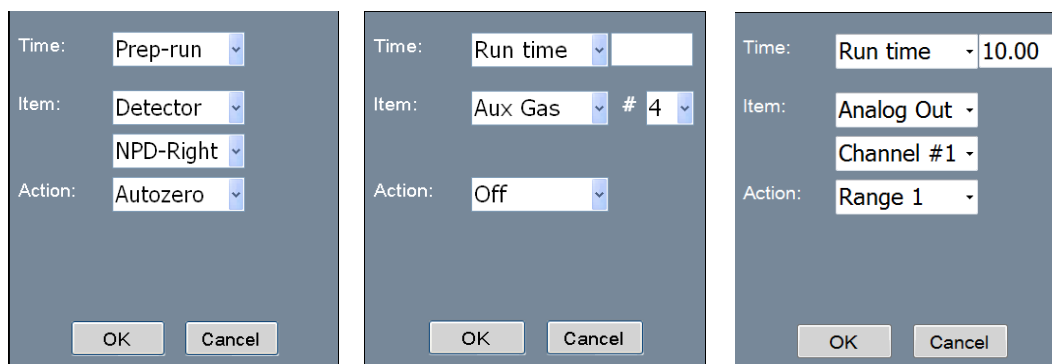 Time: Prep-run
Item: Detector
NPD-Right
Action: Autozero
OK Cancel
Time: Run time
Item: Aux Gas # 4
Action: Off
OK Cancel
Time: Run time 10.00
Item: Analog Out
Channel #1
Action: Range 1
OK Cancel